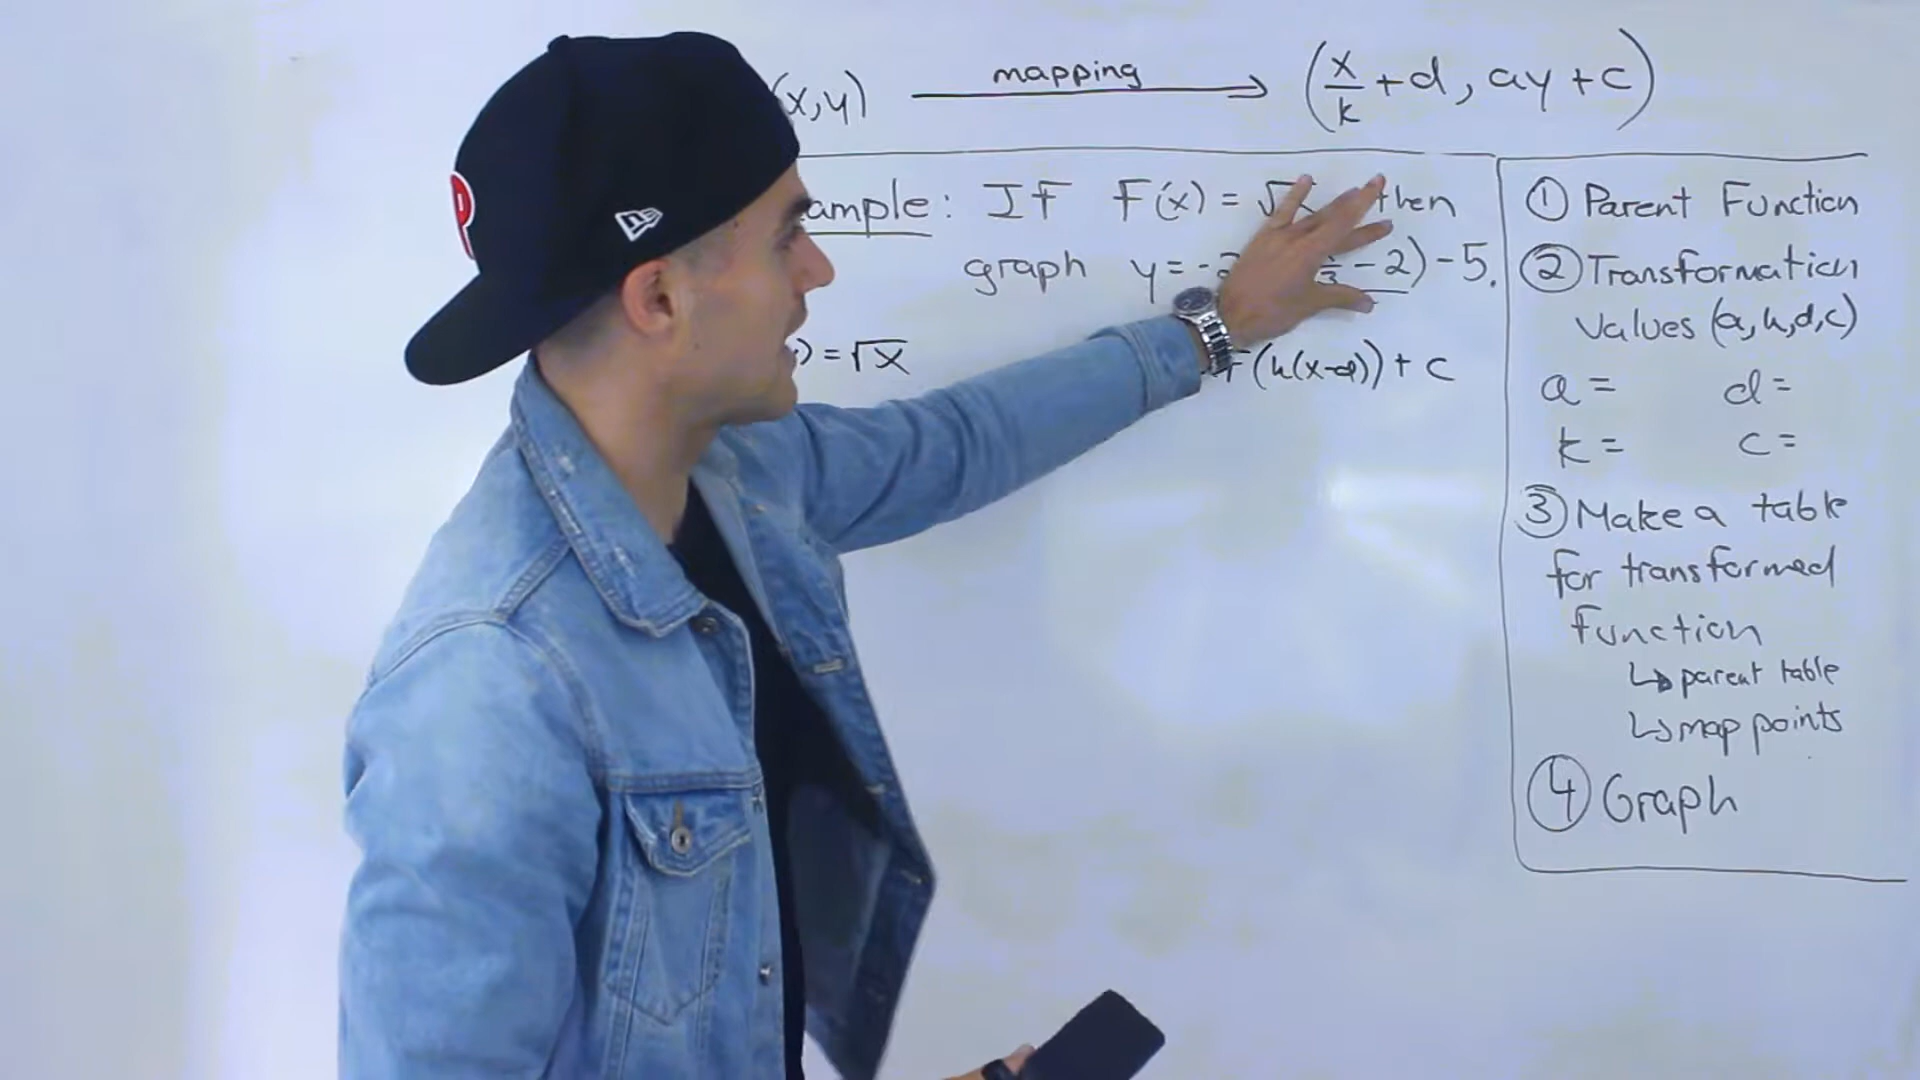 (x,y) mapping (x/k + d, ay + c)
ample: If F(x) = √x then
graph y = -2 - 2) - 5.
) = √x F(k(x-d)) + c
① Parent Function
② Transformation
Values (a,k,d,c)
a = d =
k = c =
③ Make a table
for transformed
function
↳ parent table
↳ map points
④ Graph